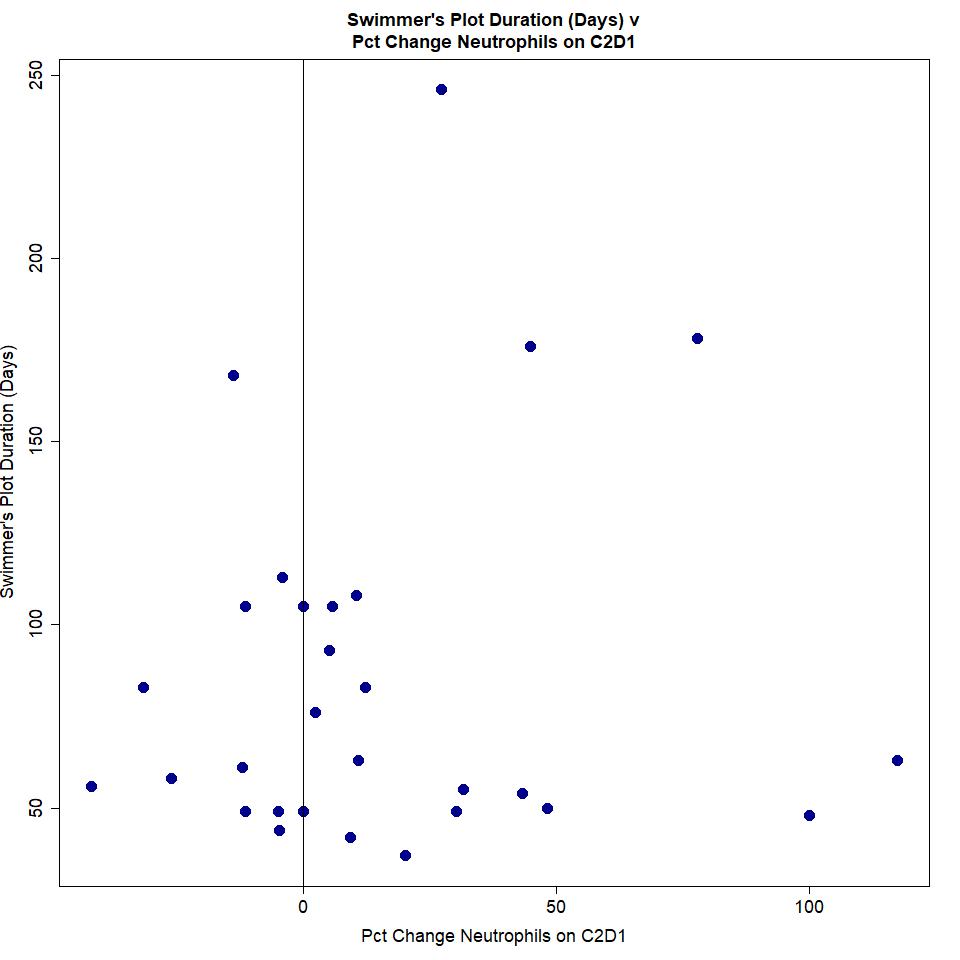 Swimmer's Plot Duration (Days) v
Pct Change Neutrophils on C2D1
250
200
150
100
50
Swimmer's Plot Duration (Days)
0
50
100
Pct Change Neutrophils on C2D1